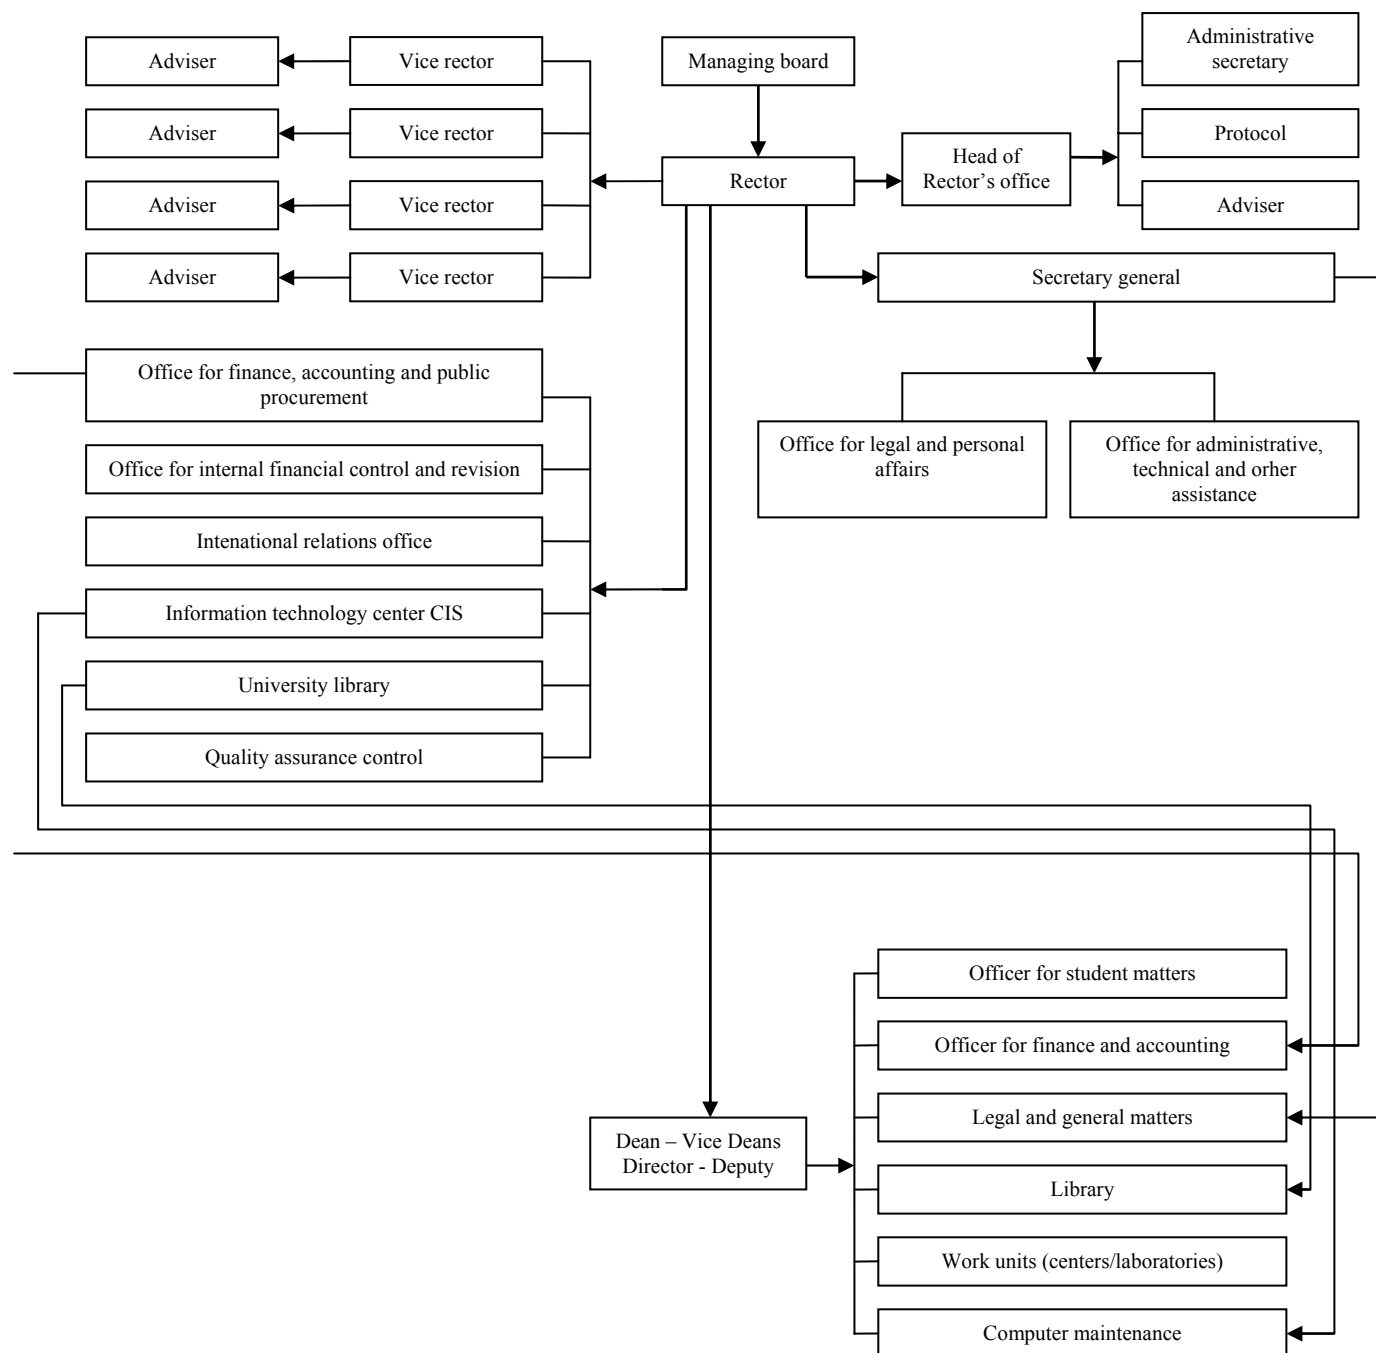 Adviser
Vice rector
Managing board
Administrative
secretary
Adviser
Vice rector
Head of
Rector’s office
Protocol
Adviser
Vice rector
Rector
Adviser
Adviser
Vice rector
Secretary general
Office for finance, accounting and public
procurement
Office for internal financial control and revision
Intenational relations office
Information technology center CIS
University library
Quality assurance control
Office for legal and personal
affairs
Office for administrative,
technical and orher
assistance
Officer for student matters
Officer for finance and accounting
Legal and general matters
Dean – Vice Deans
Director - Deputy
Library
Work units (centers/laboratories)
Computer maintenance